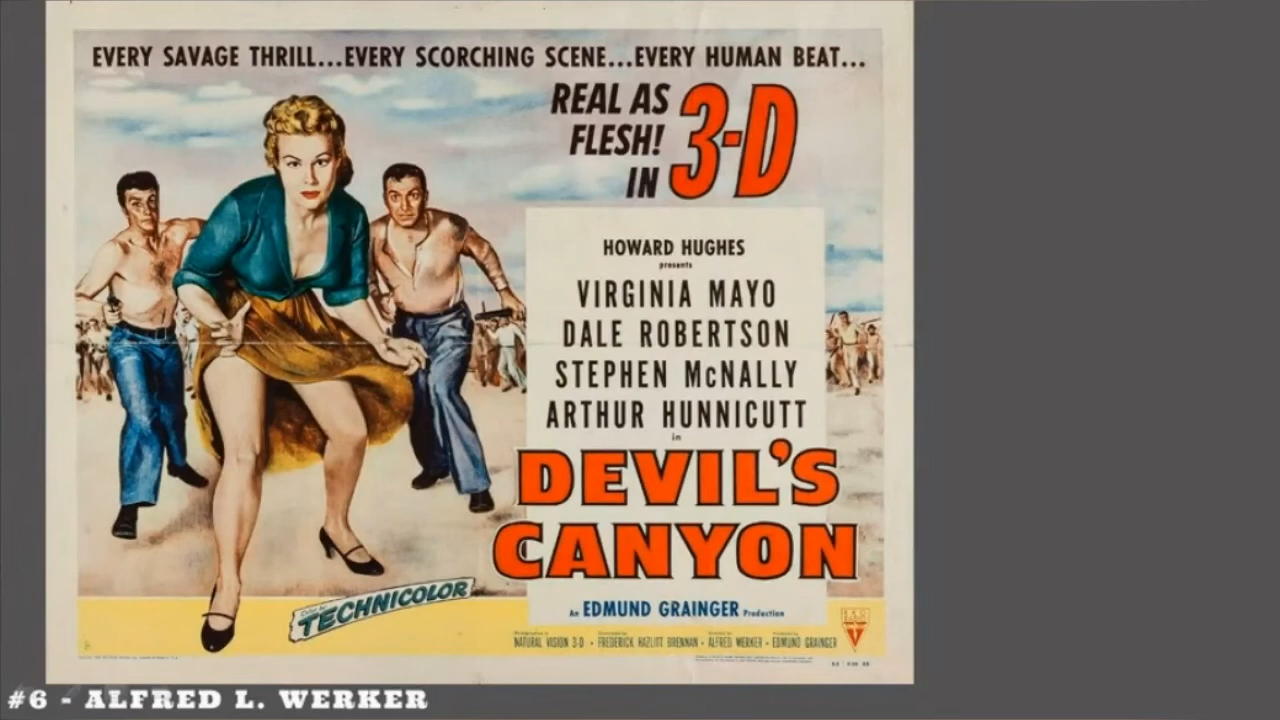 EVERY SAVAGE THRILL...EVERY SCORCHING SCENE...EVERY HUMAN BEAT...
REAL AS
FLESH!
IN 3-D
HOWARD HUGHES
presents
VIRGINIA MAYO
DALE ROBERTSON
STEPHEN McNALLY
ARTHUR HUNNICUTT
in
DEVIL'S
CANYON
Color by
TECHNICOLOR
An EDMUND GRAINGER Production
NATURAL VISION 3-D • FREDERICK HAZLITT BRENNAN • ALFRED WERKER • EDMUND GRAINGER
#6 - ALFRED L. WERKER